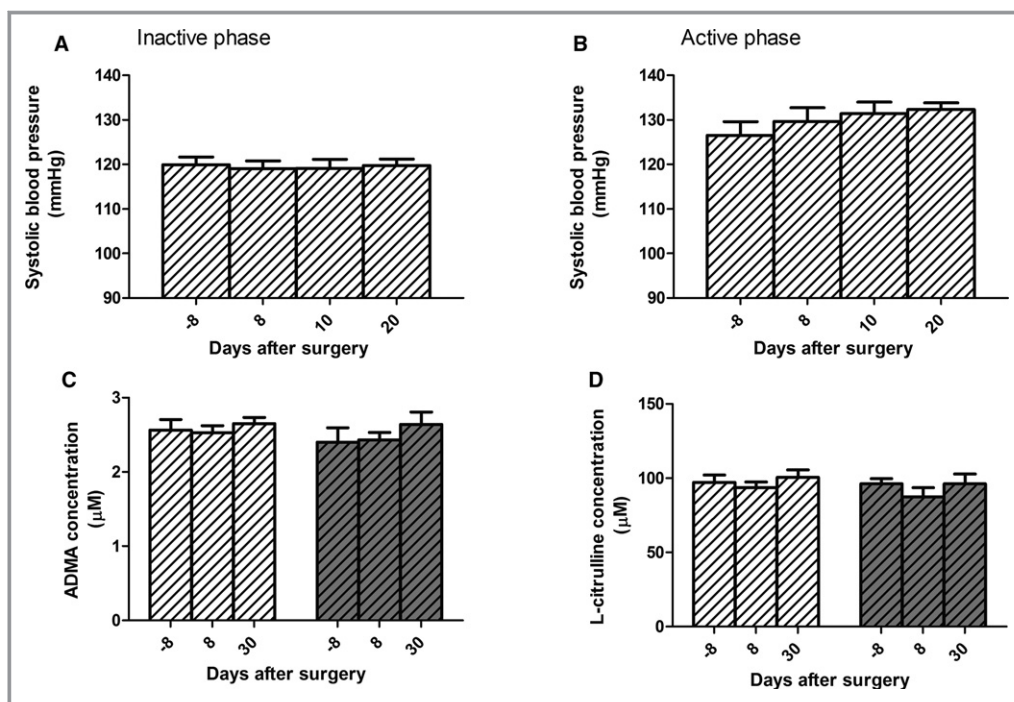 A Inactive phase
Systolic blood pressure
(mmHg)
140
130
120
110
100
90
-8 8 10 20
Days after surgery
B Active phase
Systolic blood pressure
(mmHg)
140
130
120
110
100
90
-8 8 10 20
Days after surgery
C
ADMA concentration
(μM)
3
2
1
0
-8 8 30 -8 8 30
Days after surgery
D
L-citrulline concentration
(μM)
150
100
50
0
-8 8 30 -8 8 30
Days after surgery